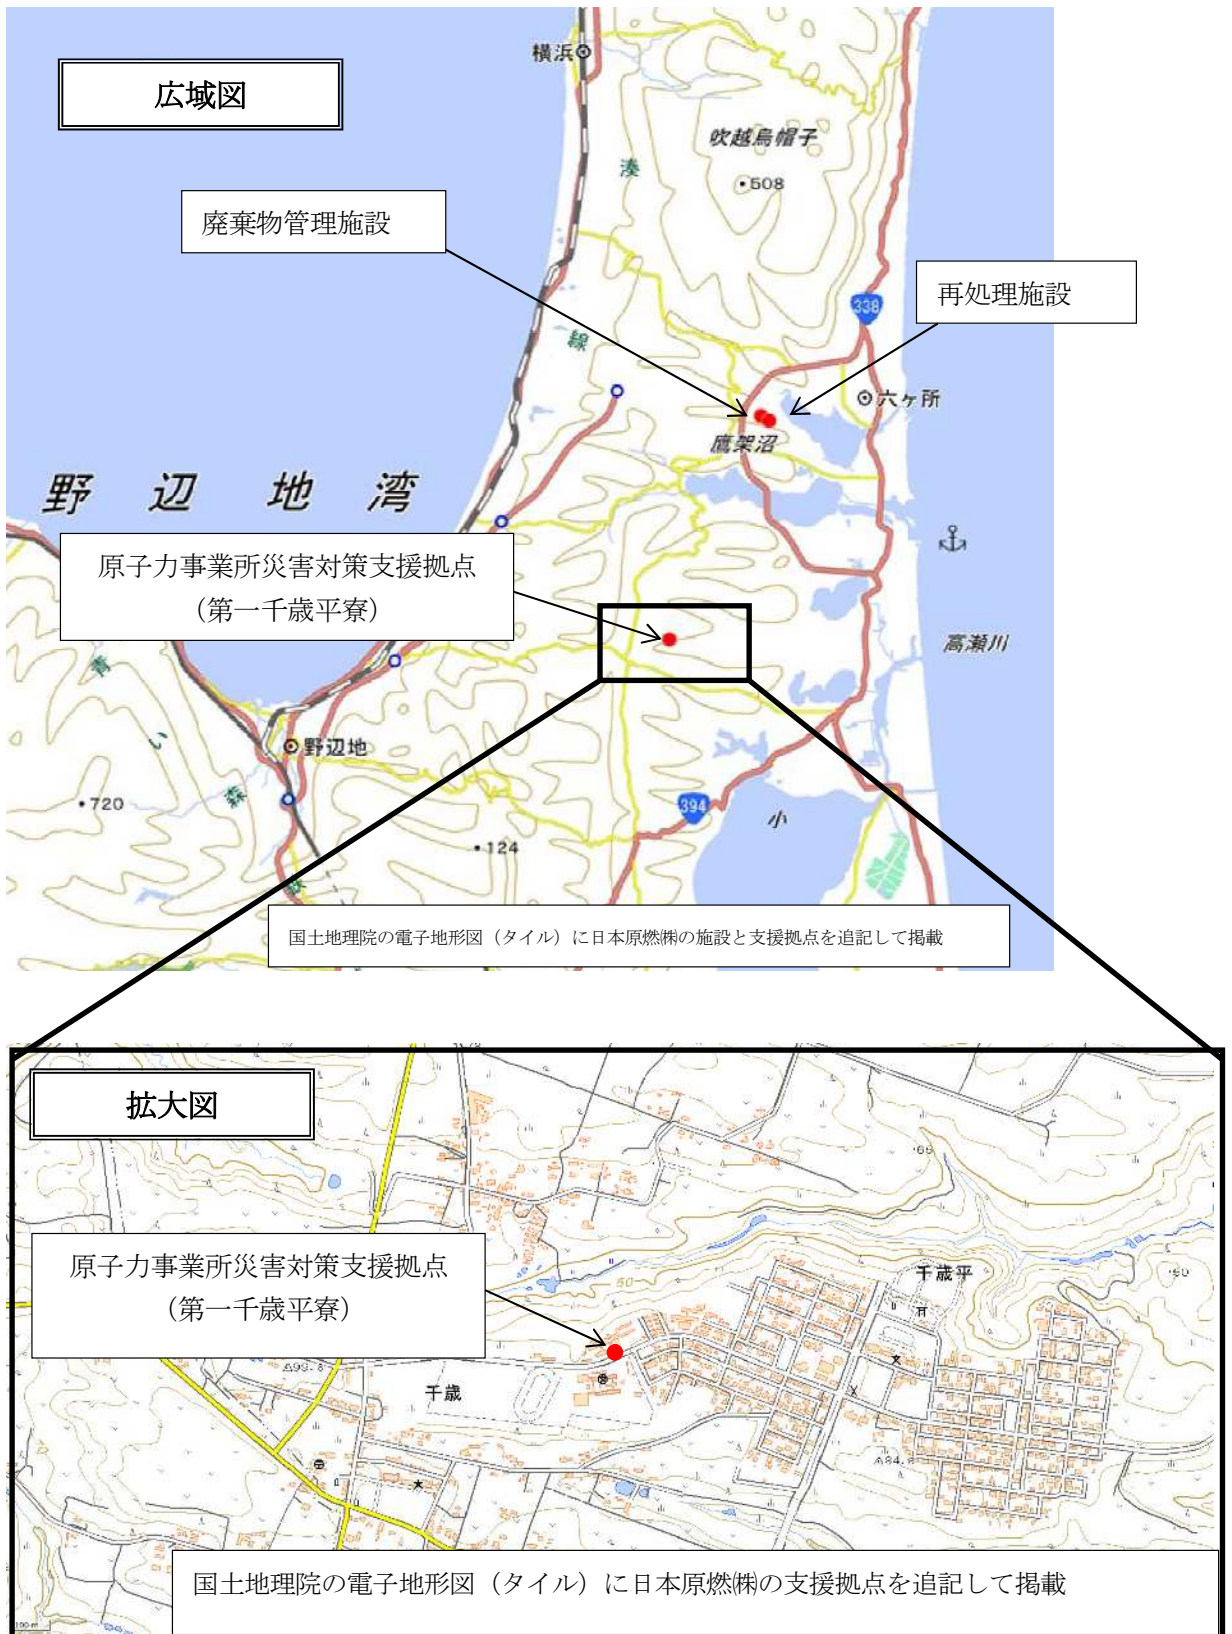 広域図
横浜
吹越烏帽子
508
湊
廃棄物管理施設
再処理施設
338
線
六ヶ所
鷹架沼
野辺地湾
原子力事業所災害対策支援拠点
（第一千歳平寮）
高瀬川
青
い
野辺地
森
720
394
小
124
鉄
国土地理院の電子地形図（タイル）に日本原燃㈱の施設と支援拠点を追記して掲載
拡大図
69
原子力事業所災害対策支援拠点
（第一千歳平寮）
50
千歳平
千歳
国土地理院の電子地形図（タイル）に日本原燃㈱の支援拠点を追記して掲載
100m